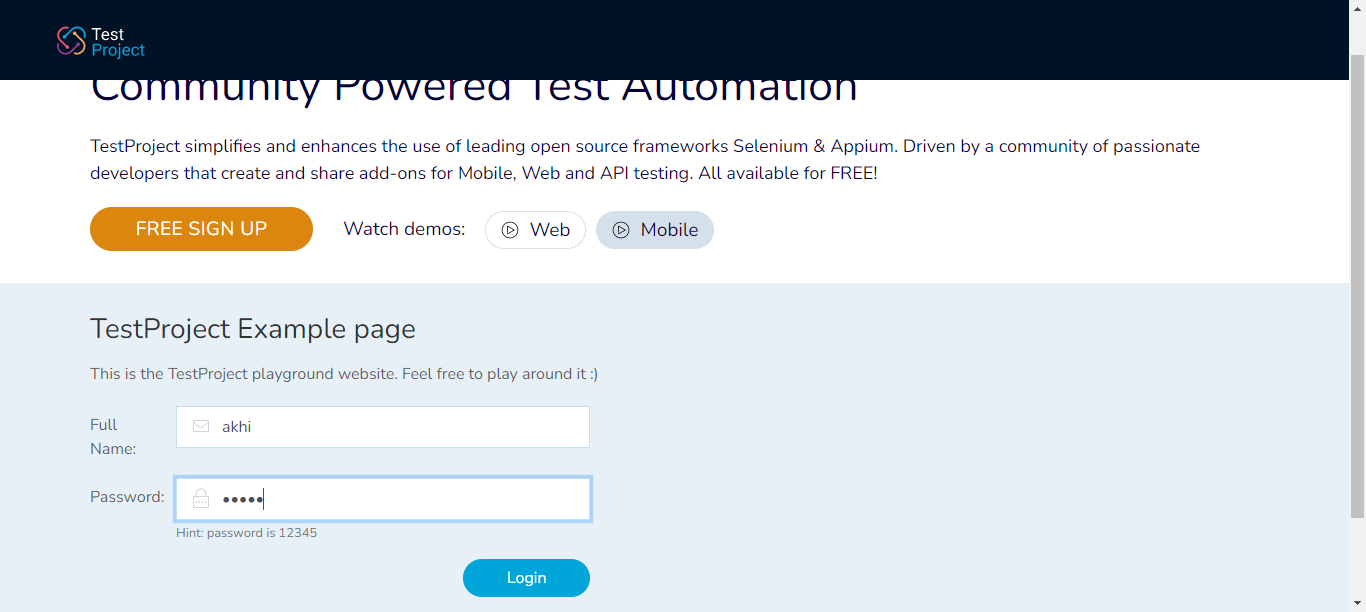 Test
Project
Community Powered Test Automation
TestProject simplifies and enhances the use of leading open source frameworks Selenium & Appium. Driven by a community of passionate
developers that create and share add-ons for Mobile, Web and API testing. All available for FREE!
FREE SIGN UP
Watch demos:
Web
Mobile
TestProject Example page
This is the TestProject playground website. Feel free to play around it :)
Full
Name:
akhi
Password:
•••••
Hint: password is 12345
Login